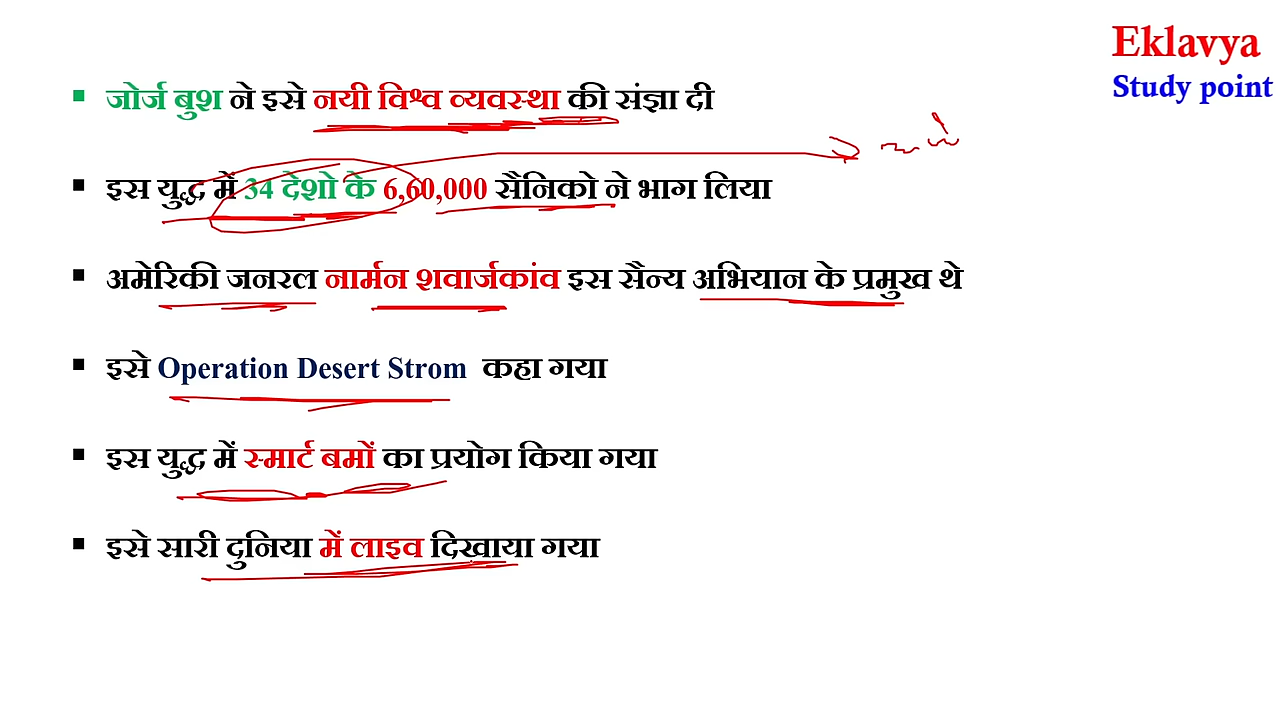 Eklavya
Study point
जोर्ज बुश ने इसे नयी विश्व व्यवस्था की संज्ञा दी
इस युद्ध में 34 देशो के 6,60,000 सैनिको ने भाग लिया
अमेरिकी जनरल नार्मन शवार्जकांव इस सैन्य अभियान के प्रमुख थे
इसे Operation Desert Strom कहा गया
इस युद्ध में स्मार्ट बमों का प्रयोग किया गया
इसे सारी दुनिया में लाइव दिखाया गया